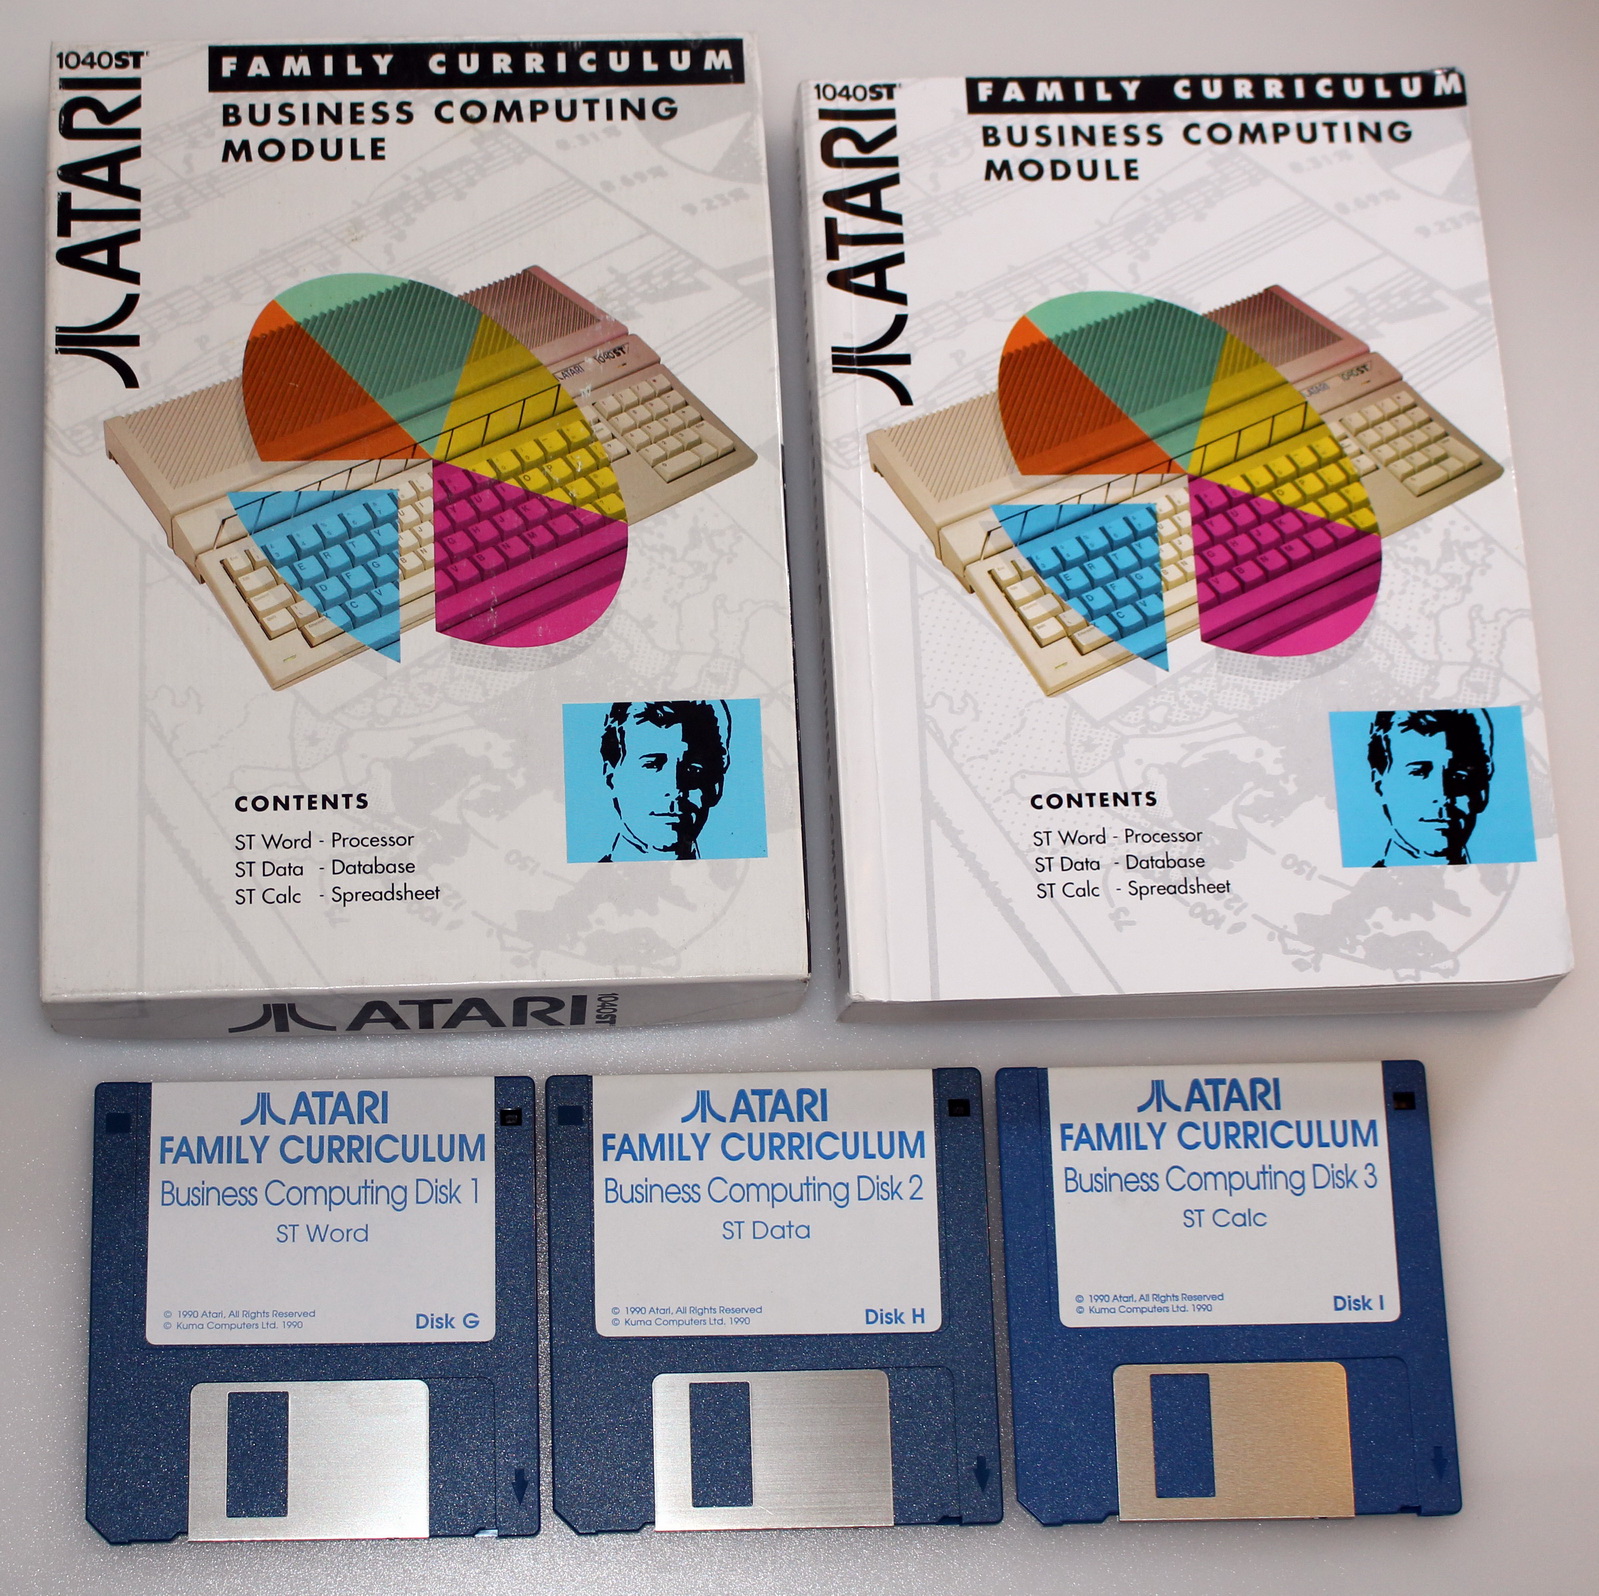 1040ST
ATARI
FAMILY CURRICULUM
BUSINESS COMPUTING
MODULE
ATARI 1040ST
CONTENTS
ST Word - Processor
ST Data - Database
ST Calc - Spreadsheet
ATARI 1040ST
1040ST
ATARI
FAMILY CURRICULUM
BUSINESS COMPUTING
MODULE
ATARI 1040ST
CONTENTS
ST Word - Processor
ST Data - Database
ST Calc - Spreadsheet
ATARI
FAMILY CURRICULUM
Business Computing Disk 1
ST Word
© 1990 Atari, All Rights Reserved
© Kuma Computers Ltd. 1990
Disk G
ATARI
FAMILY CURRICULUM
Business Computing Disk 2
ST Data
© 1990 Atari, All Rights Reserved
© Kuma Computers Ltd. 1990
Disk H
ATARI
FAMILY CURRICULUM
Business Computing Disk 3
ST Calc
© 1990 Atari, All Rights Reserved
© Kuma Computers Ltd. 1990
Disk I